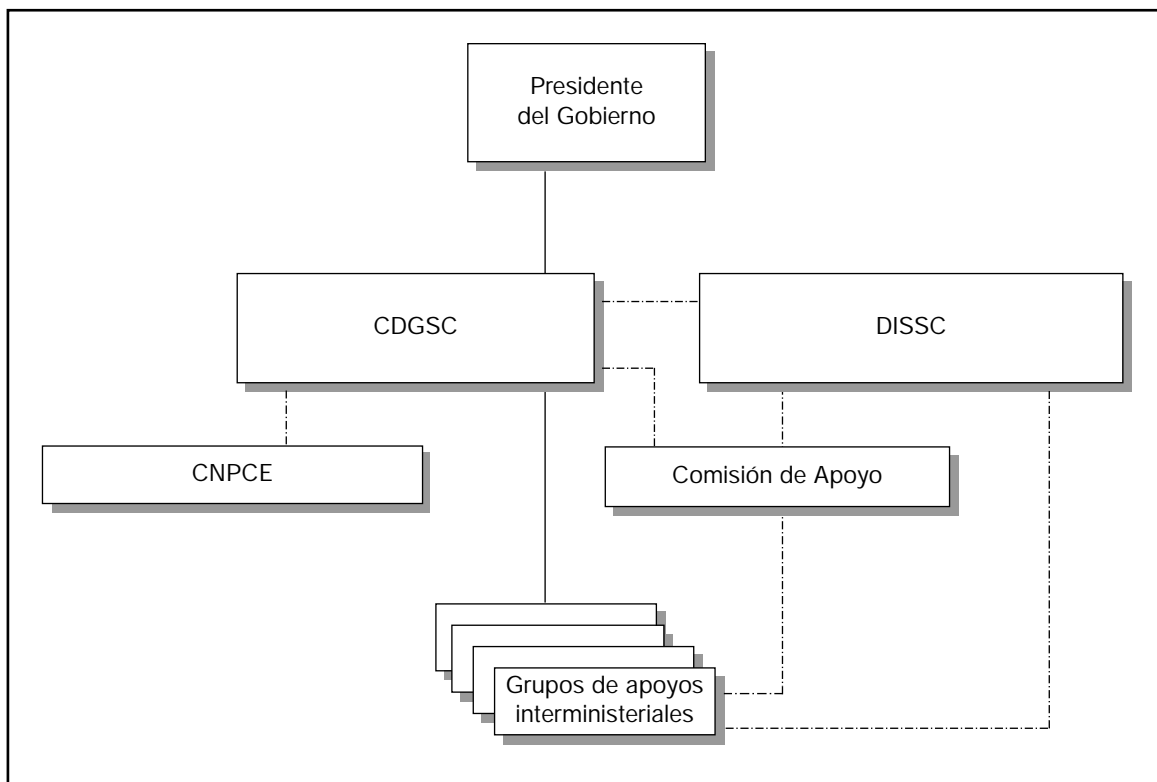 Presidente
del Gobierno
CDGSC
DISSC
CNPCE
Comisión de Apoyo
Grupos de apoyos
interministeriales